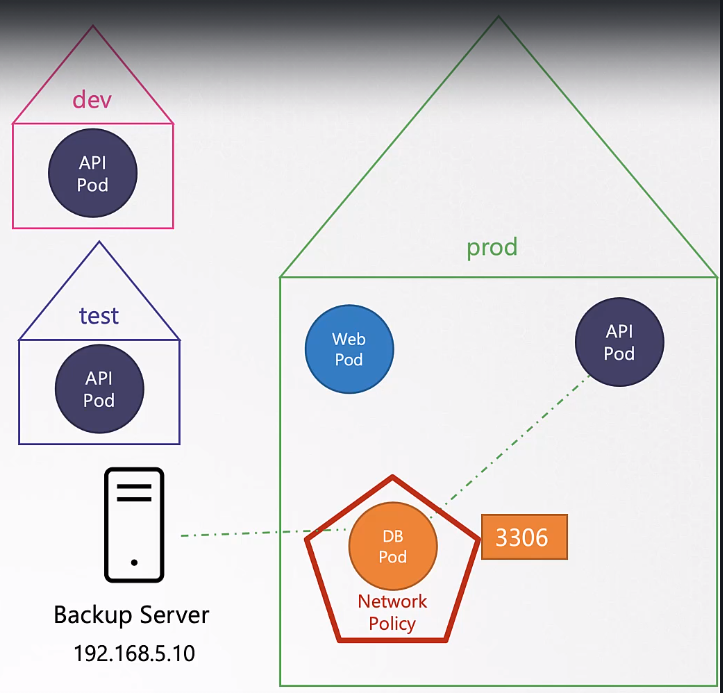 dev
API
Pod
test
API
Pod
Backup Server
192.168.5.10
prod
Web
Pod
API
Pod
DB
Pod
Network
Policy
3306